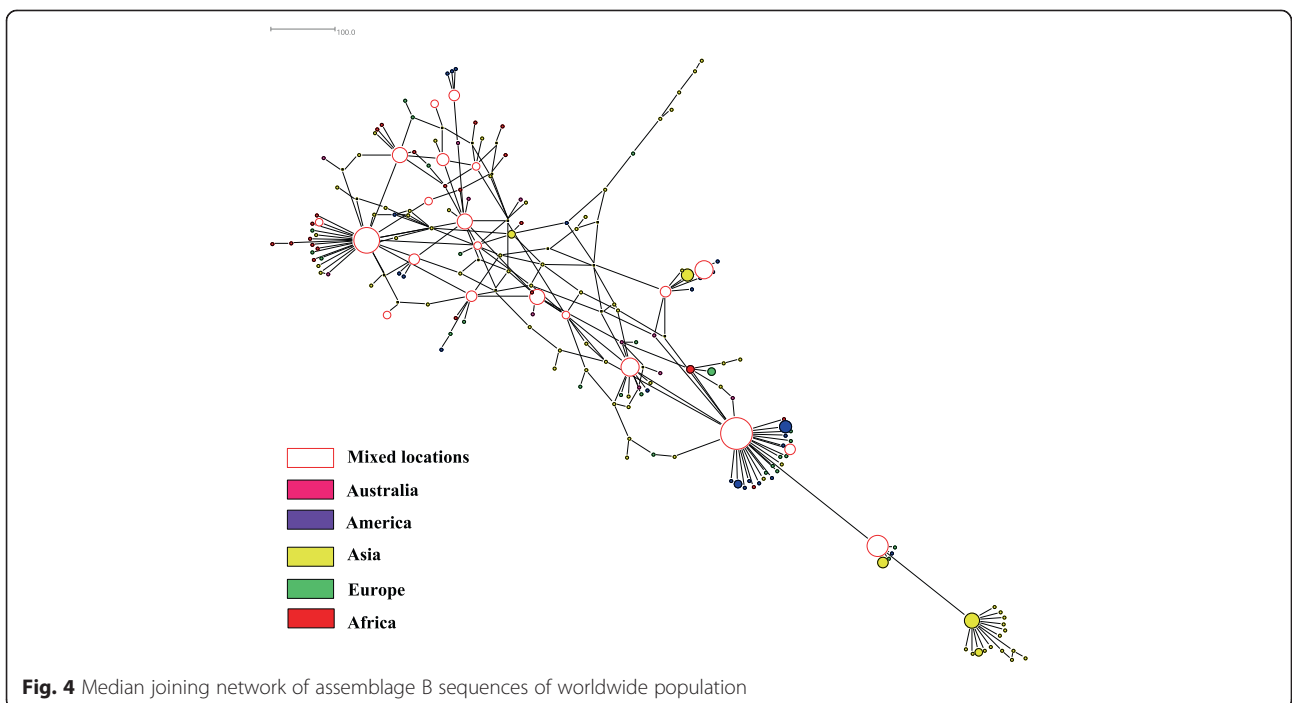 100.0
Mixed locations
Australia
America
Asia
Europe
Africa
Fig. 4 Median joining network of assemblage B sequences of worldwide population